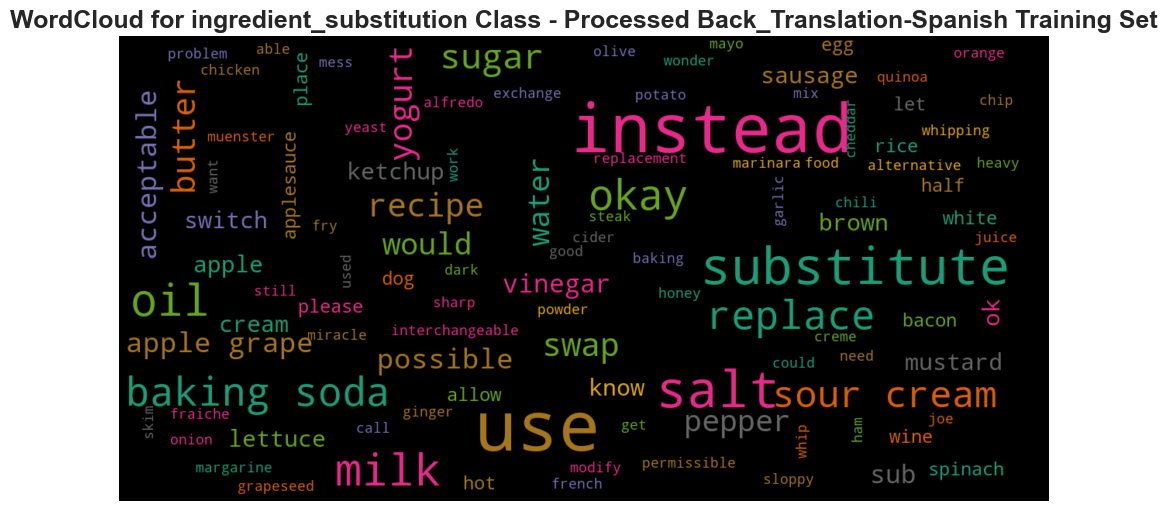 WordCloud for ingredient_substitution Class - Processed Back_Translation-Spanish Training Set
problem
able
chicken
place
mess
yogurt
sugar
olive
mayo
wonder
egg
sausage
orange
quinoa
alfredo
exchange
potato
mix
cheddar
let
chip
acceptable
butter
muenster
want
applesauce
yeast
work
instead
replacement
marinara
food
rice
whipping
alternative
heavy
ketchup
switch
fry
recipe
water
okay
steak
garlic
half
chili
brown
white
juice
would
good
cider
baking
apple
used
dog
dark
vinegar
honey
substitute
oil
still
please
sharp
powder
replace
bacon
ok
cream
miracle
interchangeable
creme
apple grape
possible
swap
could
need
mustard
baking soda
allow
know
salt
sour cream
skim
fraiche
ginger
use
get
pepper
joe
onion
lettuce
call
whip
ham
wine
margarine
milk
hot
modify
permissible
sub
spinach
grapeseed
french
sloppy